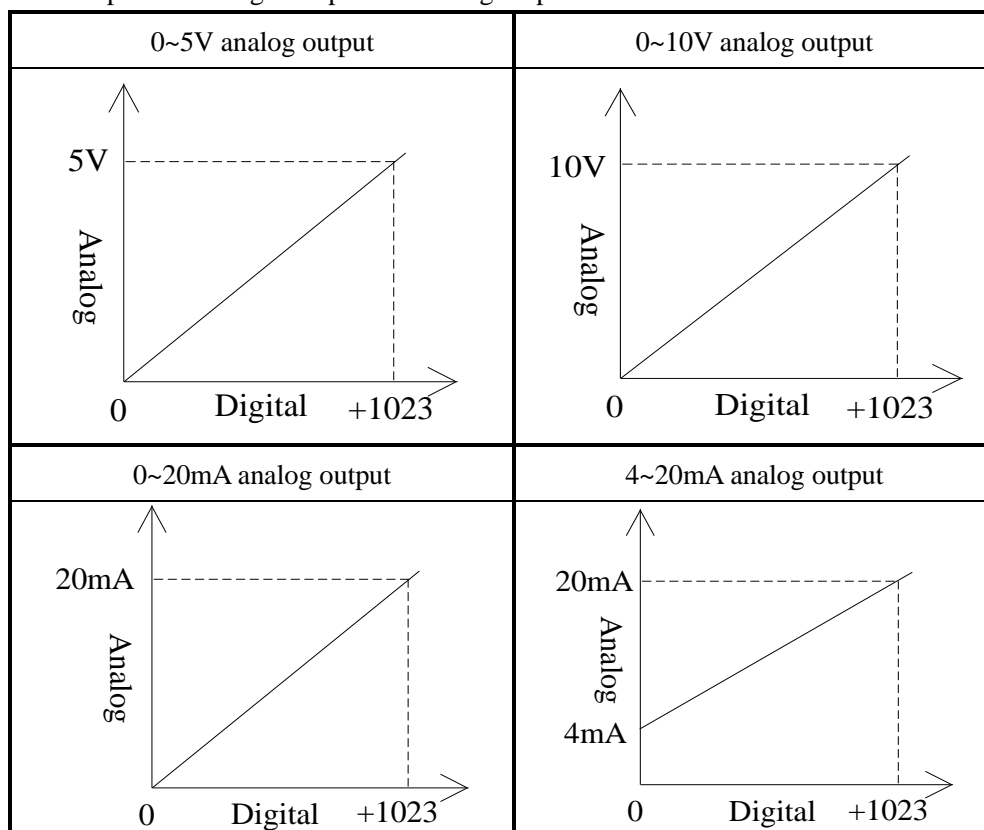 0~5V analog output
0~10V analog output
5V
Analog
0
Digital
+1023
10V
Analog
0
Digital
+1023
0~20mA analog output
4~20mA analog output
20mA
Analog
0
Digital
+1023
20mA
Analog
4mA
0
Digital
+1023